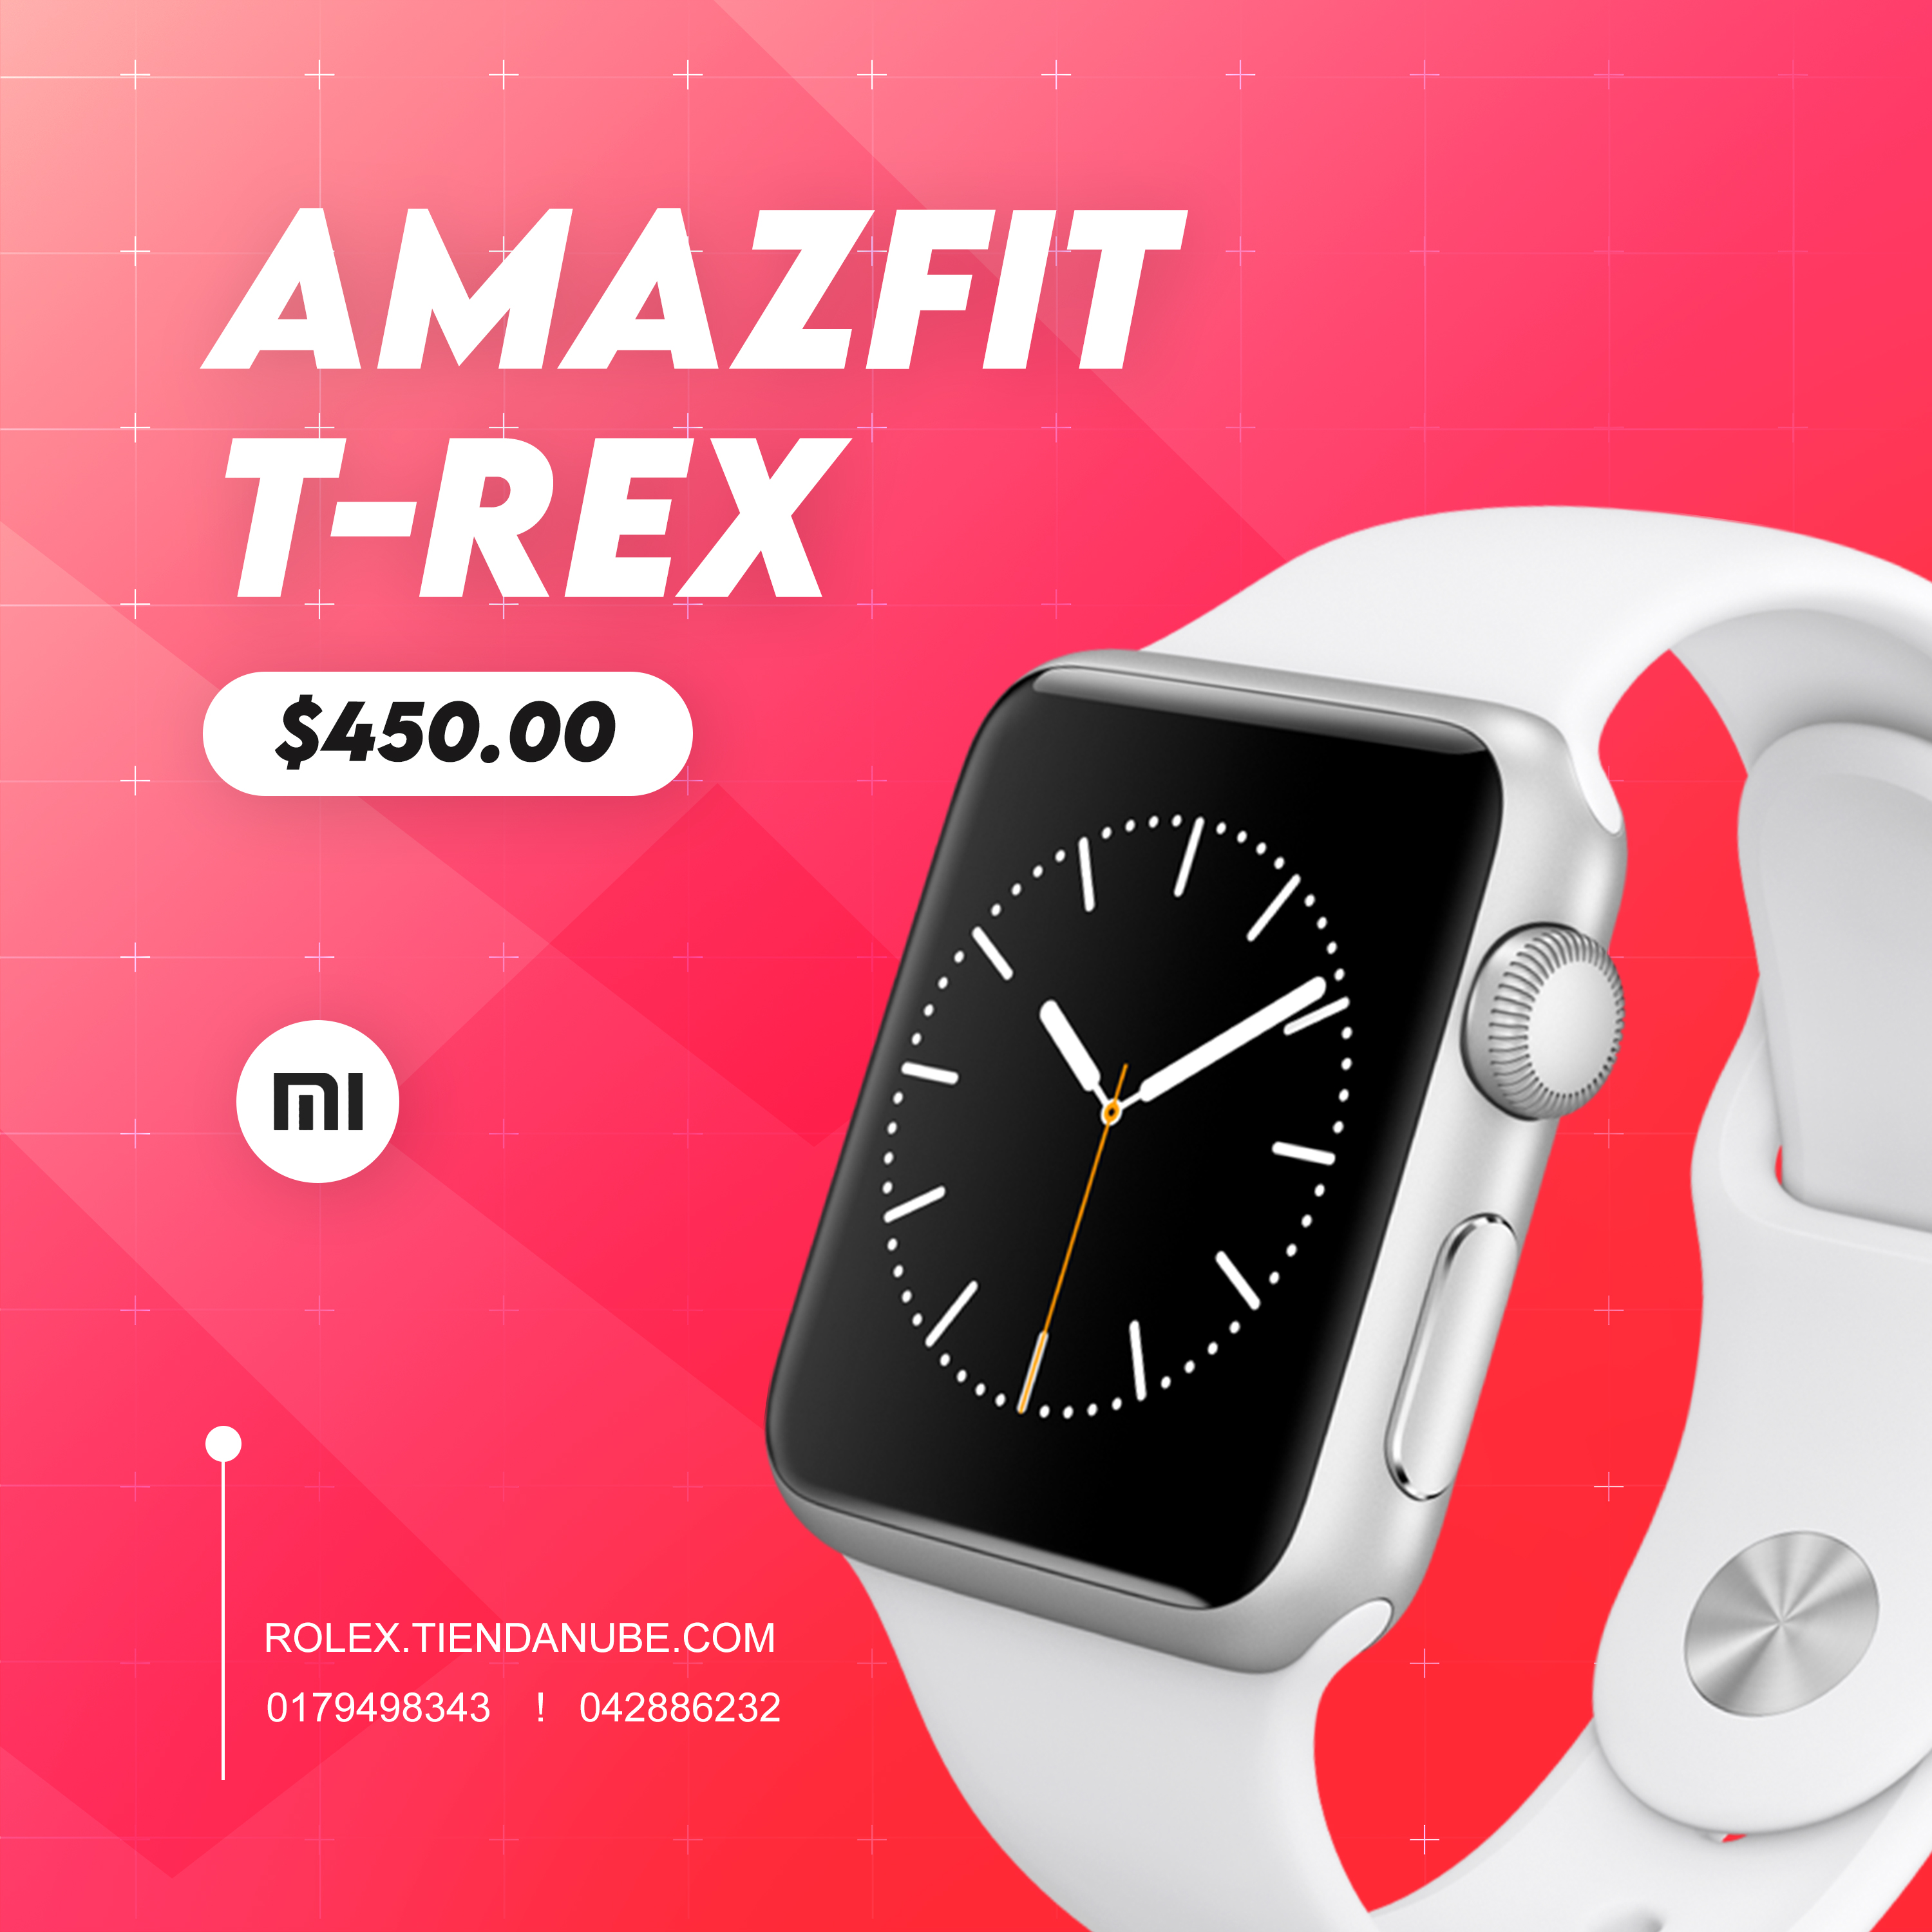 AMAZFIT
T-REX
$450.00
mI
ROLEX.TIENDANUBE.COM
0179498343 ! 042886232